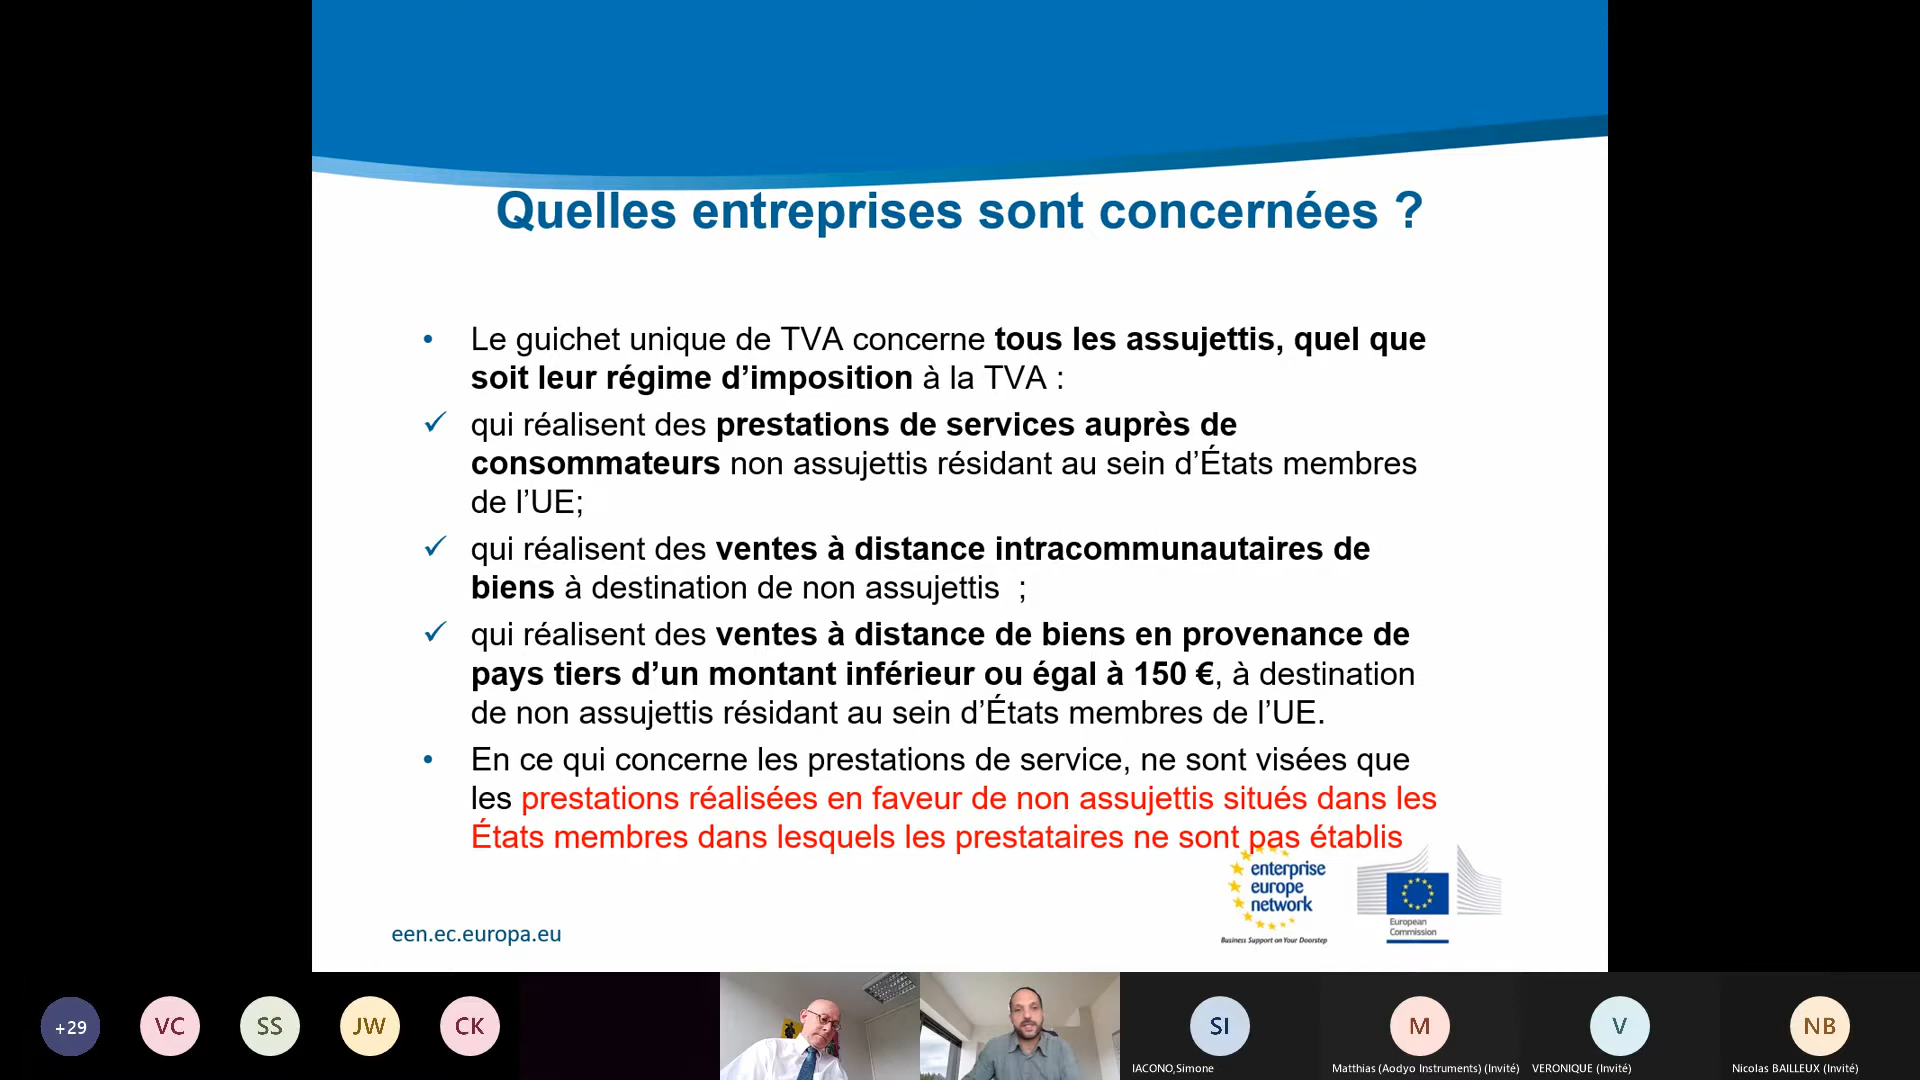 Quelles entreprises sont concernées ?
• Le guichet unique de TVA concerne tous les assujettis, quel que
soit leur régime d’imposition à la TVA :
✓ qui réalisent des prestations de services auprès de
consommateurs non assujettis résidant au sein d’États membres
de l’UE;
✓ qui réalisent des ventes à distance intracommunautaires de
biens à destination de non assujettis  ;
✓ qui réalisent des ventes à distance de biens en provenance de
pays tiers d’un montant inférieur ou égal à 150 €, à destination
de non assujettis résidant au sein d’États membres de l’UE.
• En ce qui concerne les prestations de service, ne sont visées que
les prestations réalisées en faveur de non assujettis situés dans les
États membres dans lesquels les prestataires ne sont pas établis
enterprise
europe
network
Business Support on Your Doorstep
European
Commission
een.ec.europa.eu
+29
VC
SS
JW
CK
SI
M
V
NB
IACONO,Simone
Matthias (Aodyo Instruments) (Invité)
VERONIQUE (Invité)
Nicolas BAILLEUX (Invité)